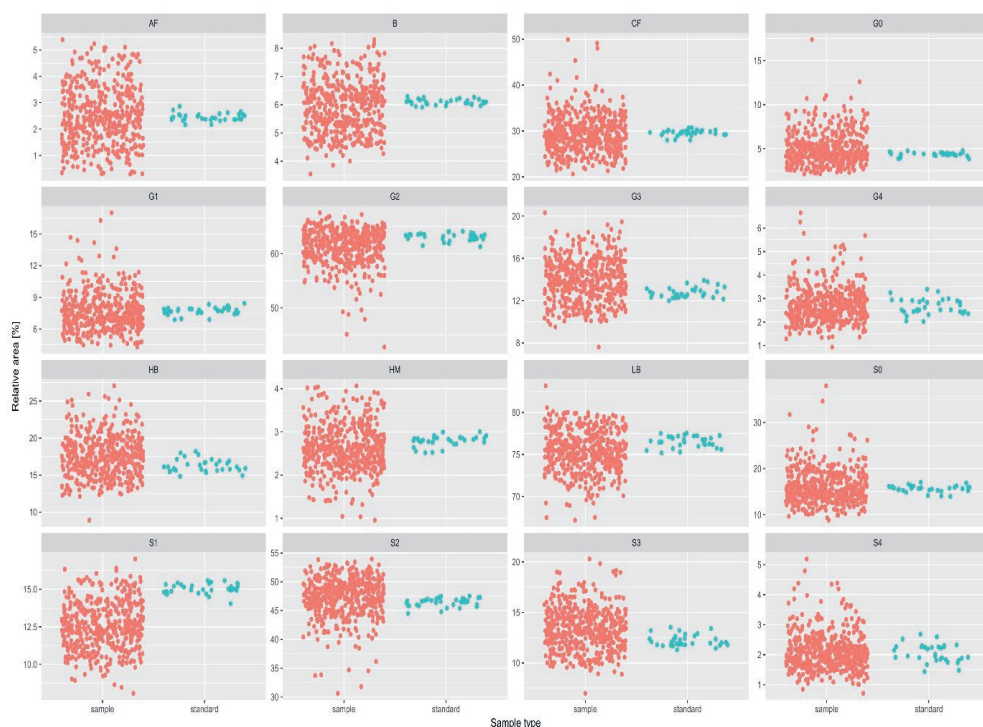 AF B CF G0
5 4 3 2 1
8 7 6 5 4
50 40 30 20
15 10 5
G1 G2 G3 G4
15 12 9 6
60 50
20 16 12 8
6 5 4 3 2 1
HB HM LB S0
25 20 15 10
4 3 2 1
80 75 70
30 20 10
S1 S2 S3 S4
15.0 12.5 10.0
55 50 45 40 35 30
20 15 10
5 4 3 2 1
sample standard sample standard sample standard sample standard
Relative area [%]
Sample type